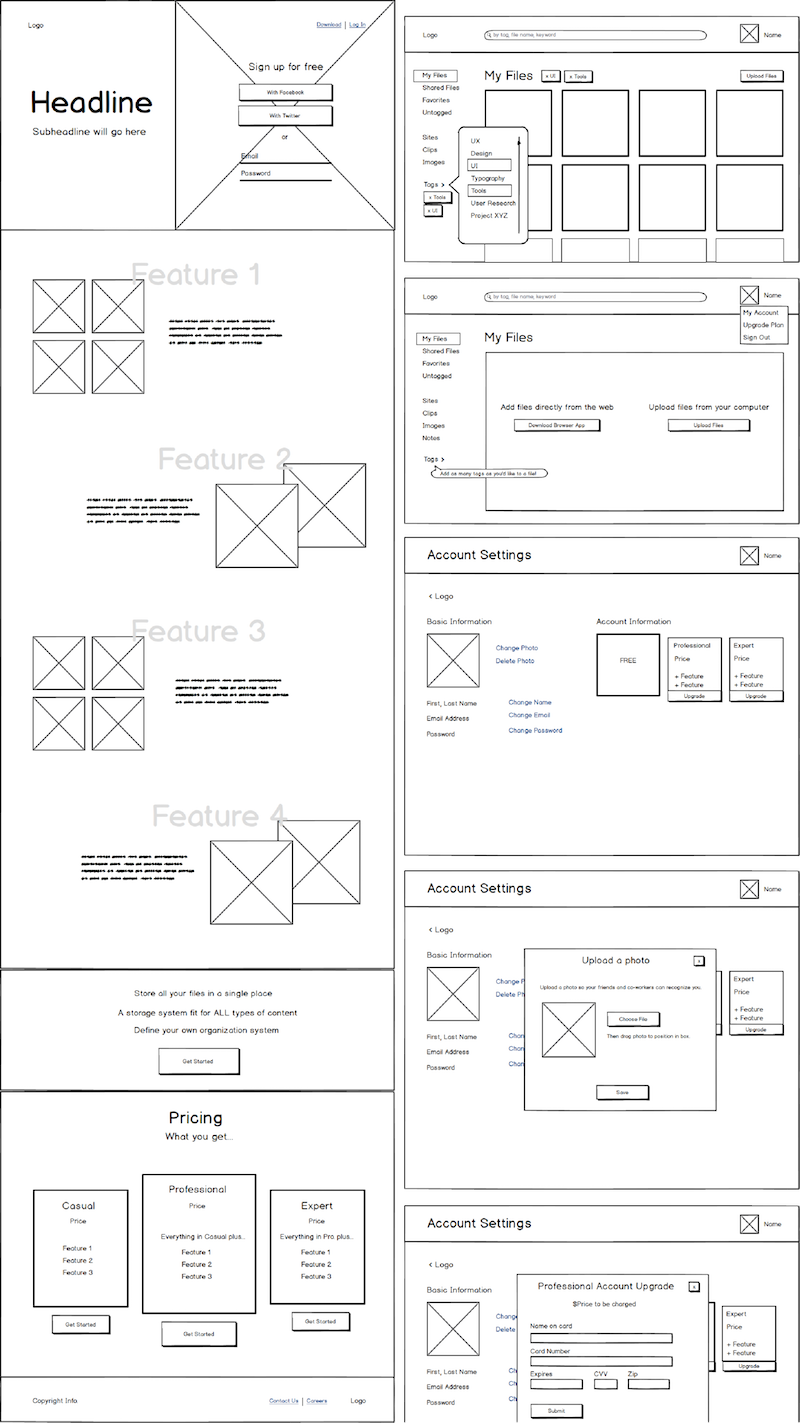 Logo
Download | Log In
Headline
Subheadline will go here
Sign up for free
With Facebook
With Twitter
or
Email
Password
Feature 1
Feature 2
Feature 3
Feature 4
Store all your files in a single place
A storage system fit for ALL types of content
Define your own organization system
Get Started
Pricing
What you get...
Casual
Price
Feature 1
Feature 2
Feature 3
Get Started
Professional
Price
Everything in Casual plus..
Feature 1
Feature 2
Feature 3
Get Started
Expert
Price
Everything in Pro plus..
Feature 1
Feature 2
Feature 3
Get Started
Copyright Info
Contact Us | Careers
Logo
Logo
by tag, file name, keyword
Name
My Files
Shared Files
Favorites
Untagged
Sites
Clips
Images
Tags >
x Tools
x UI
My Files
x UI
x Tools
Upload Files
UX
Design
UI
Typography
Tools
User Research
Project XYZ
Logo
by tag, file name, keyword
Name
My Account
Upgrade Plan
Sign Out
My Files
Shared Files
Favorites
Untagged
Sites
Clips
Images
Notes
Tags >
Add as many tags as you'd like to a file!
My Files
Add files directly from the web
Download Browser App
Upload files from your computer
Upload Files
Account Settings
Name
< Logo
Basic Information
Change Photo
Delete Photo
First, Last Name
Change Name
Email Address
Change Email
Password
Change Password
Account Information
FREE
Professional
Price
+ Feature
+ Feature
Upgrade
Expert
Price
+ Feature
+ Feature
Upgrade
Account Settings
Name
< Logo
Basic Information
Change P
Delete Ph
First, Last Name
Chan
Email Address
Chan
Password
Chan
Upload a photo
x
Upload a photo so your friends and co-workers can recognize you.
Choose File
Then drag photo to position in box.
Save
Expert
Price
+ Feature
+ Feature
Upgrade
Account Settings
Name
< Logo
Basic Information
Chang
Delete
First, Last Name
Ch
Email Address
Ch
Password
Ch
Professional Account Upgrade
x
$Price to be charged
Name on card
Card Number
Expires
CVV
Zip
Submit
Expert
Price
+ Feature
+ Feature
Upgrade